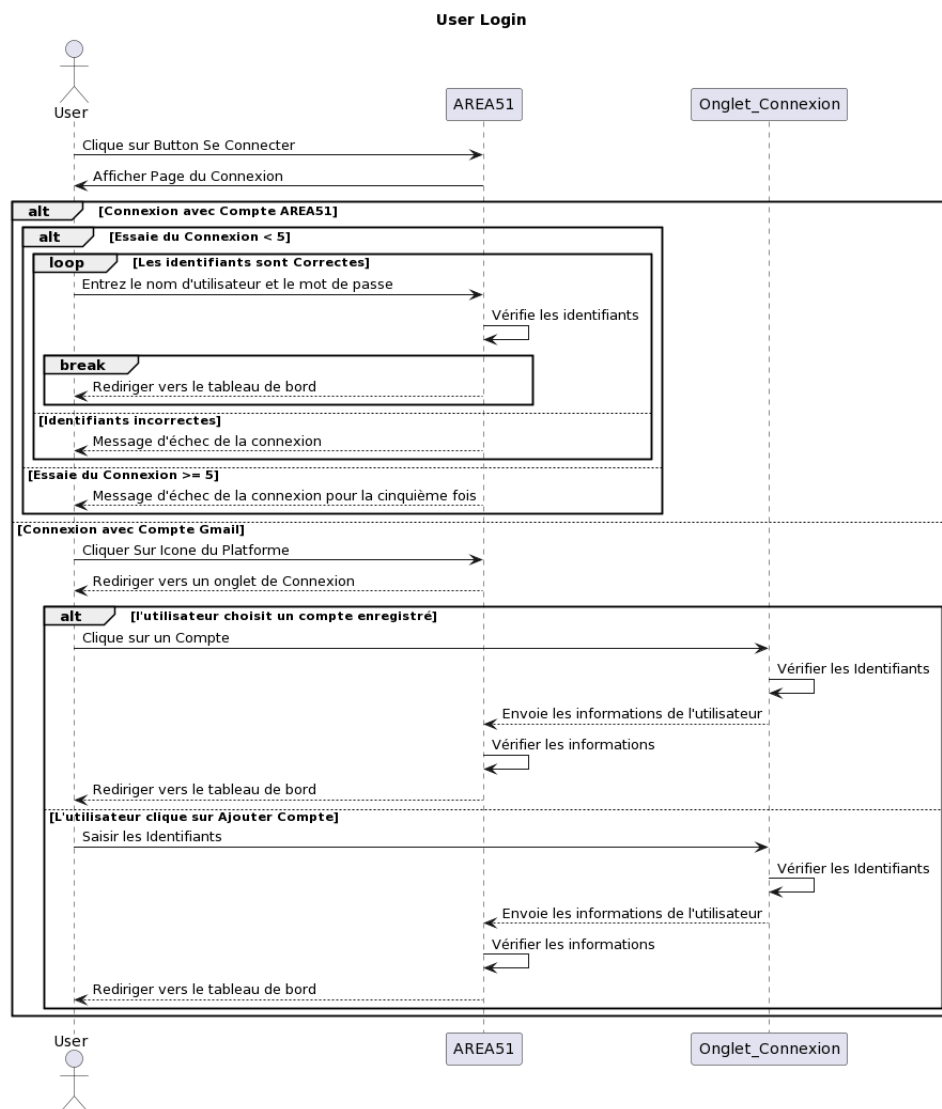 User Login
User
AREA51
Onglet_Connexion
Clique sur Button Se Connecter
Afficher Page du Connexion
alt [Connexion avec Compte AREA51]
alt [Essaie du Connexion < 5]
loop [Les identifiants sont Correctes]
Entrez le nom d'utilisateur et le mot de passe
Vérifie les identifiants
break
Rediriger vers le tableau de bord
[Identifiants incorrectes]
Message d'échec de la connexion
[Essaie du Connexion >= 5]
Message d'échec de la connexion pour la cinquième fois
[Connexion avec Compte Gmail]
Cliquer Sur Icone du Platforme
Rediriger vers un onglet de Connexion
alt [l'utilisateur choisit un compte enregistré]
Clique sur un Compte
Vérifier les Identifiants
Envoie les informations de l'utilisateur
Vérifier les informations
Rediriger vers le tableau de bord
[L'utilisateur clique sur Ajouter Compte]
Saisir les Identifiants
Vérifier les Identifiants
Envoie les informations de l'utilisateur
Vérifier les informations
Rediriger vers le tableau de bord
User
AREA51
Onglet_Connexion